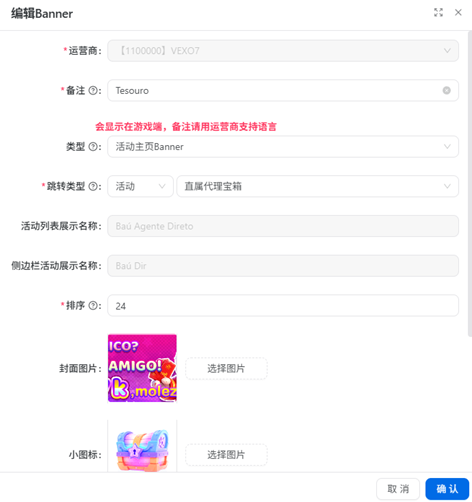 编辑Banner
*运营商：【1100000】VEXO7
*备注：Tesouro
会显示在游戏端，备注请用运营商支持语言
类型：活动主页Banner
*跳转类型：活动 直属代理宝箱
活动列表展示名称：Baú Agente Direto
侧边栏活动展示名称：Baú Dir
*排序：24
封面图片：选择图片
ICO?
AMIGO!
k,molez
小图标：选择图片
取 消 确 认